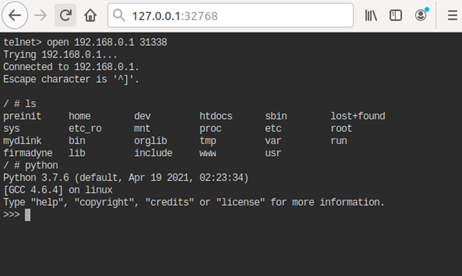 127.0.0.1:32768
telnet> open 192.168.0.1 31338
Trying 192.168.0.1...
Connected to 192.168.0.1.
Escape character is '^]'.
/ # ls
preinit home dev htdocs sbin lost+found
sys etc_ro mnt proc etc root
mydlink bin orglib tmp var run
firmadyne lib include www usr
/ # python
Python 3.7.6 (default, Apr 19 2021, 02:23:34)
[GCC 4.6.4] on linux
Type "help", "copyright", "credits" or "license" for more information.
>>>